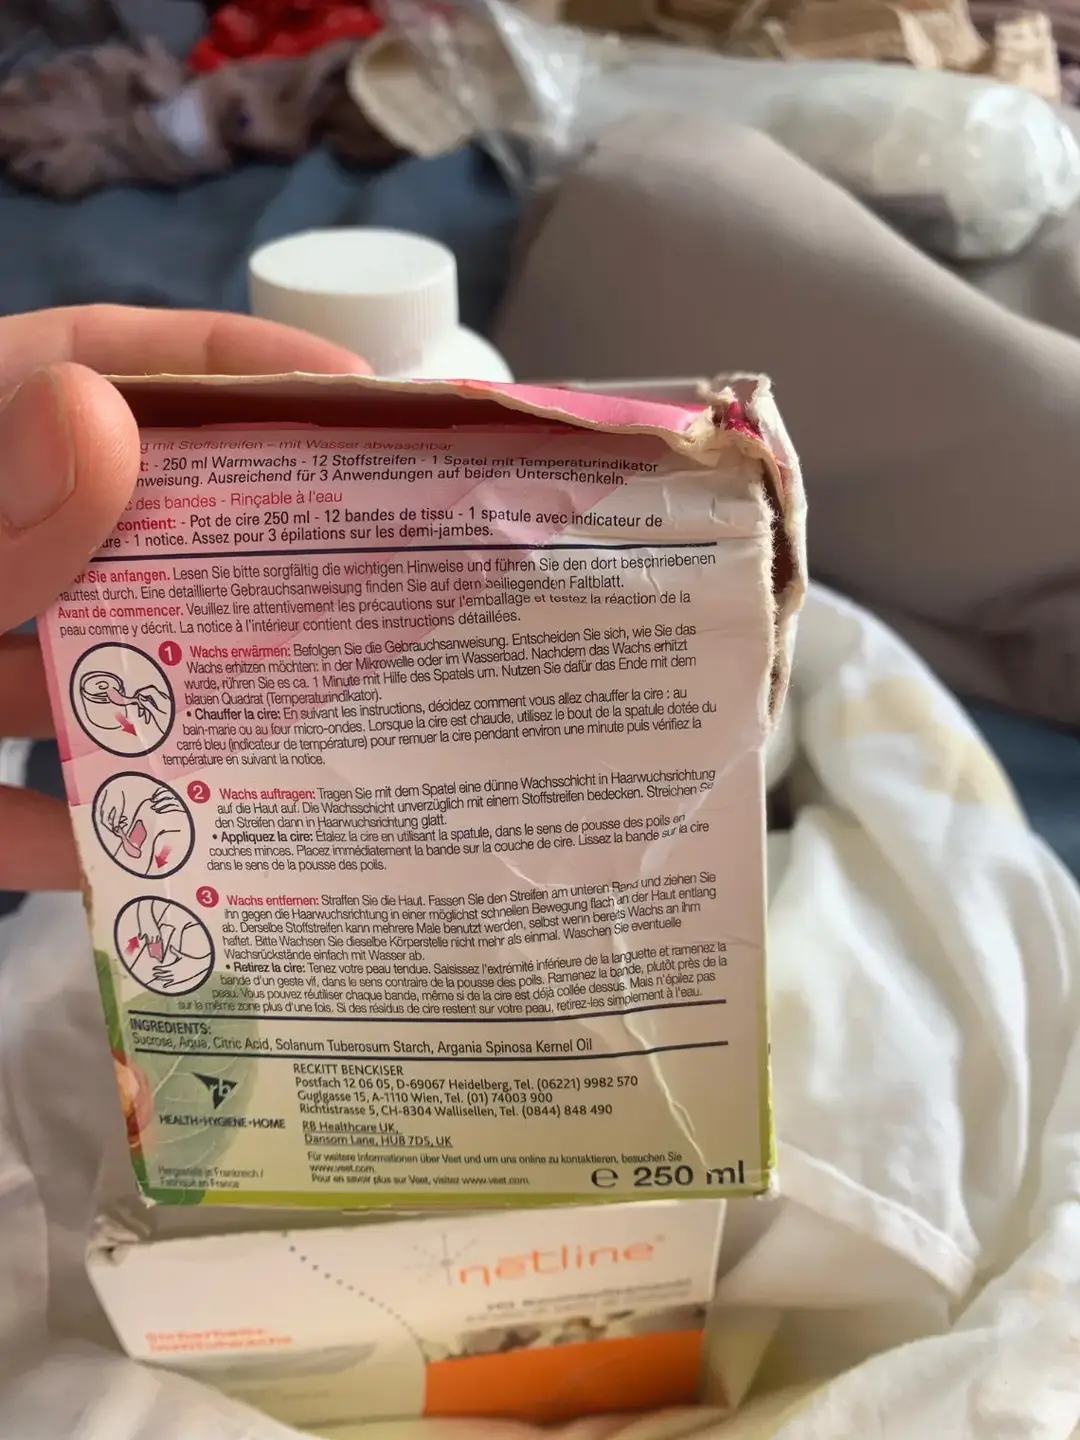 g mit Stoffstreifen – mit Wasser abwaschbar
t: - 250 ml Warmwachs - 12 Stoffstreifen - 1 Spatel mit Temperaturindikator
nweisung. Ausreichend für 3 Anwendungen auf beiden Unterschenkeln.
des bandes - Rinçable à l'eau
contient: - Pot de cire 250 ml - 12 bandes de tissu - 1 spatule avec indicateur de
ure - 1 notice. Assez pour 3 épilations sur les demi-jambes.
or Sie anfangen. Lesen Sie bitte sorgfältig die wichtigen Hinweise und führen Sie den dort beschriebenen
Hauttest durch. Eine detaillierte Gebrauchsanweisung finden Sie auf dem beiliegenden Faltblatt.
Avant de commencer. Veuillez lire attentivement les précautions sur l'emballage et testez la réaction de la
peau comme y décrit. La notice à l'intérieur contient des instructions détaillées.
1 Wachs erwärmen: Befolgen Sie die Gebrauchsanweisung. Entscheiden Sie sich, wie Sie das
Wachs erhitzen möchten: in der Mikrowelle oder im Wasserbad. Nachdem das Wachs erhitzt
wurde, rühren Sie es ca. 1 Minute mit Hilfe des Spatels um. Nutzen Sie dafür das Ende mit dem
blauen Quadrat (Temperaturindikator).
• Chauffer la cire: En suivant les instructions, décidez comment vous allez chauffer la cire : au
bain-marie ou au four micro-ondes. Lorsque la cire est chaude, utilisez le bout de la spatule dotée du
carré bleu (indicateur de température) pour remuer la cire pendant environ une minute puis vérifiez la
température en suivant la notice.
2 Wachs auftragen: Tragen Sie mit dem Spatel eine dünne Wachsschicht in Haarwuchsrichtung
auf die Haut auf. Die Wachsschicht unverzüglich mit einem Stoffstreifen bedecken. Streichen Sie
den Streifen dann in Haarwuchsrichtung glatt.
• Appliquez la cire: Étalez la cire en utilisant la spatule, dans le sens de pousse des poils en
couches minces. Placez immédiatement la bande sur la couche de cire. Lissez la bande sur la cire
dans le sens de la pousse des poils.
3 Wachs entfernen: Straffen Sie die Haut. Fassen Sie den Streifen am unteren Rand und ziehen Sie
ihn gegen die Haarwuchsrichtung in einer möglichst schnellen Bewegung flach an der Haut entlang
ab. Derselbe Stoffstreifen kann mehrere Male benutzt werden, selbst wenn bereits Wachs an ihm
haftet. Bitte Wachsen Sie dieselbe Körperstelle nicht mehr als einmal. Waschen Sie eventuelle
Wachsrückstände einfach mit Wasser ab.
• Retirez la cire: Tenez votre peau tendue. Saisissez l'extrémité inférieure de la languette et ramenez la
bande d'un geste vif, dans le sens contraire de la pousse des poils. Ramenez la bande, plutôt près de la
peau. Vous pouvez réutiliser chaque bande, même si de la cire est déjà collée dessus. Mais n'épilez pas
sur la même zone plus d'une fois. Si des résidus de cire restent sur votre peau, retirez-les simplement à l'eau.
INGREDIENTS:
Sucrose, Aqua, Citric Acid, Solanum Tuberosum Starch, Argania Spinosa Kernel Oil
rb
HEALTH•HYGIENE•HOME
RECKITT BENCKISER
Postfach 12 06 05, D-69067 Heidelberg, Tel. (06221) 9982 570
Guglgasse 15, A-1110 Wien, Tel. (01) 74003 900
Richtistrasse 5, CH-8304 Wallisellen, Tel. (0844) 848 490
RB Healthcare UK,
Dansom Lane, HU8 7DS, UK
Für weitere Informationen über Veet und um uns online zu kontaktieren, besuchen Sie
www.veet.com.
Pour en savoir plus sur Veet, visitez www.veet.com.
Hergestellt in Frankreich /
Fabriqué en France
℮ 250 ml
netline